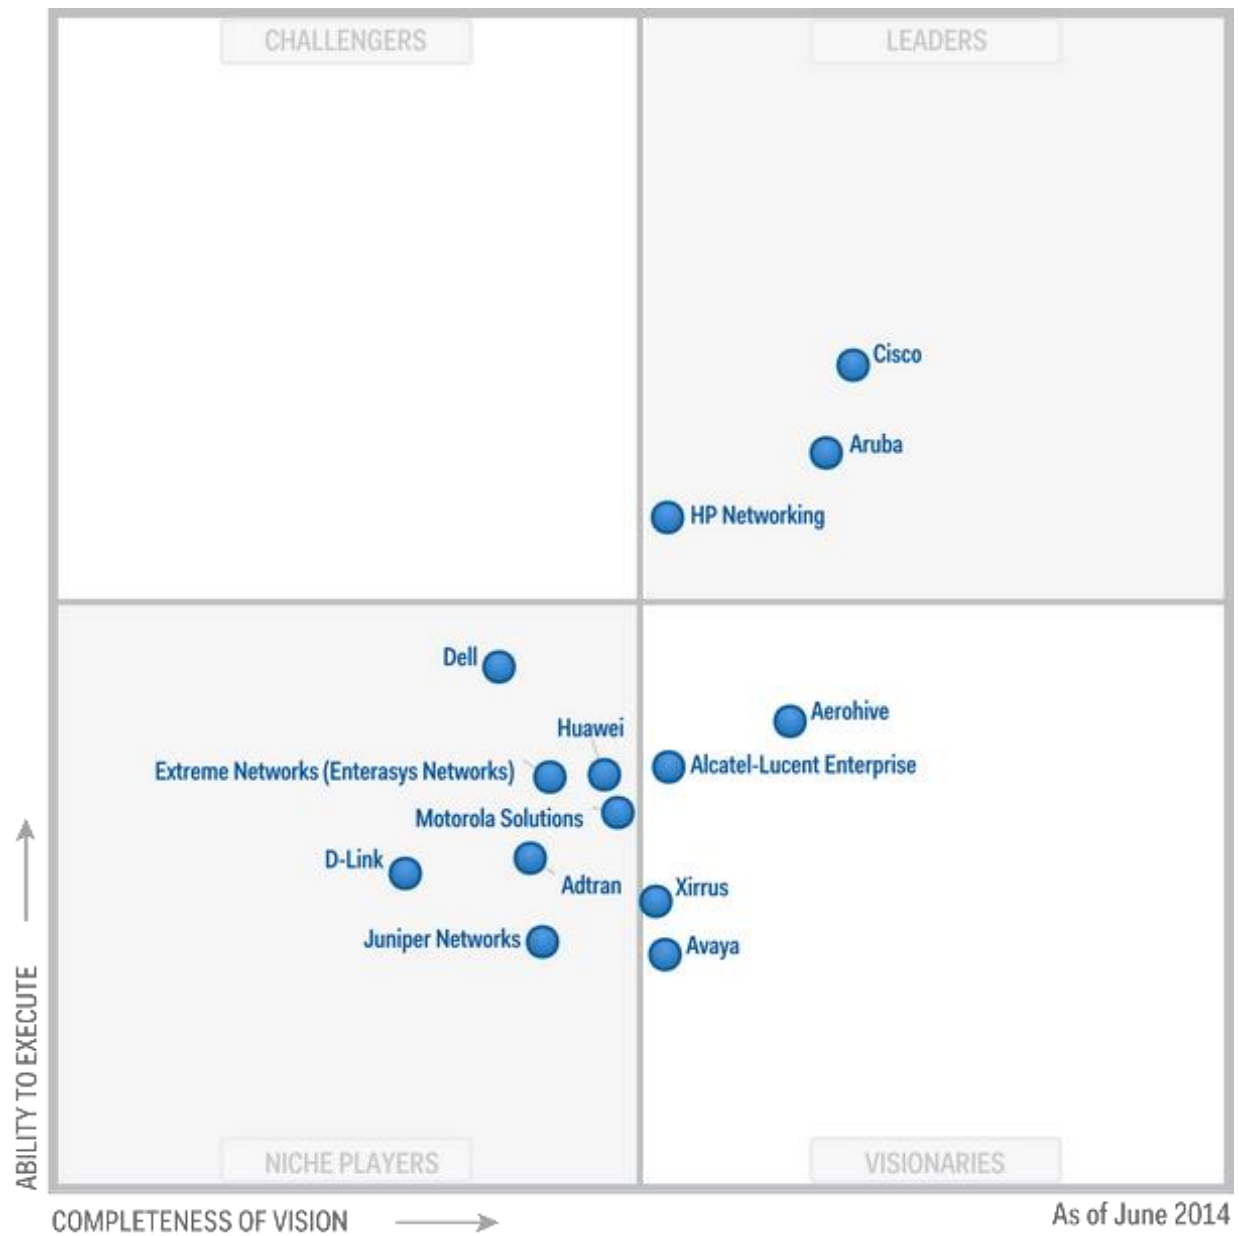 CHALLENGERS
LEADERS
Cisco
Aruba
HP Networking
Dell
Aerohive
Huawei
Extreme Networks (Enterasys Networks)
Alcatel-Lucent Enterprise
Motorola Solutions
D-Link
Adtran
Xirrus
Juniper Networks
Avaya
ABILITY TO EXECUTE
NICHE PLAYERS
VISIONARIES
COMPLETENESS OF VISION
As of June 2014